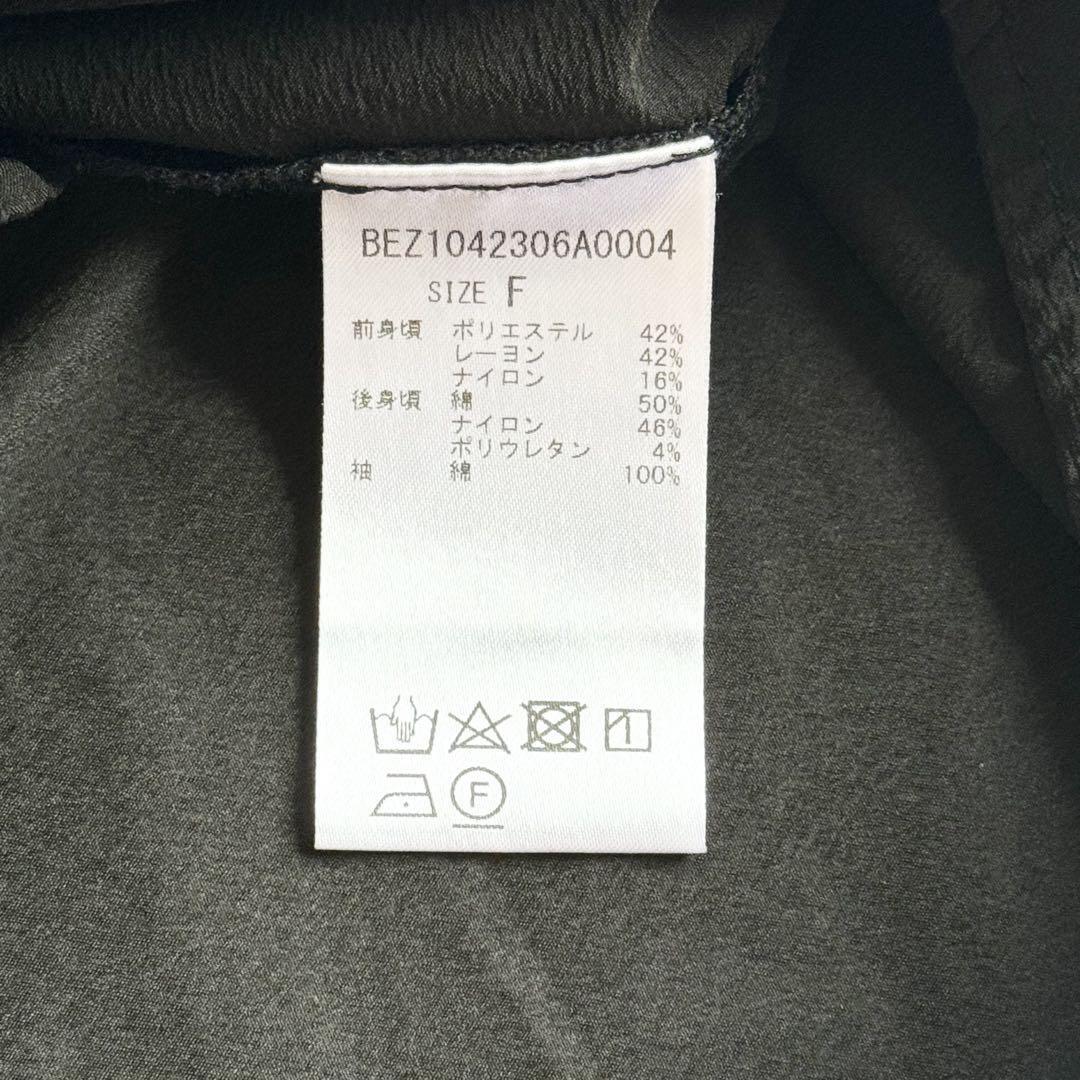 BEZ1042306A0004
SIZE F
前身頃 ポリエステル 42%
レーヨン 42%
ナイロン 16%
後身頃 綿 50%
ナイロン 46%
ポリウレタン 4%
袖 綿 100%
F